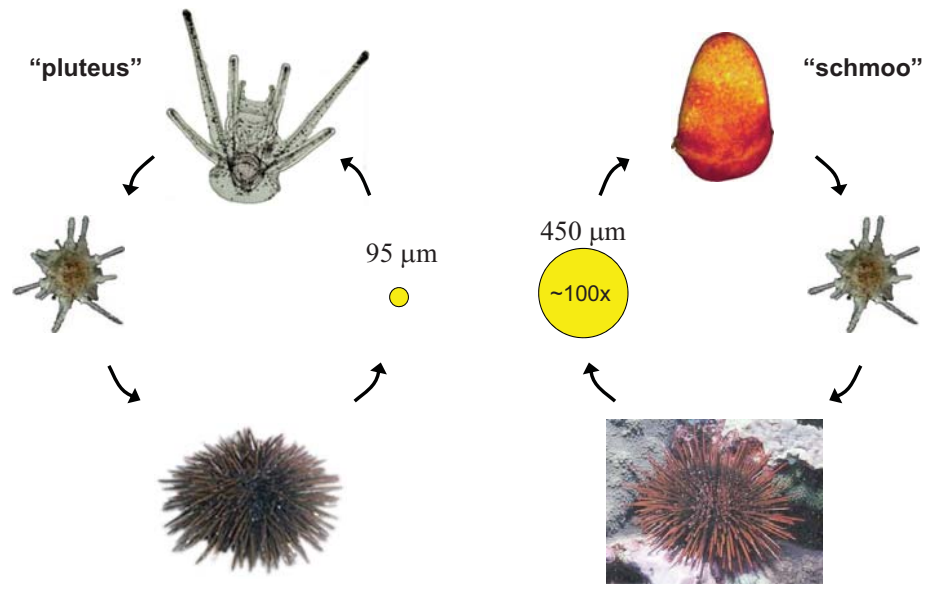 “pluteus”
“schmoo”
95 μm
450 μm
~100x